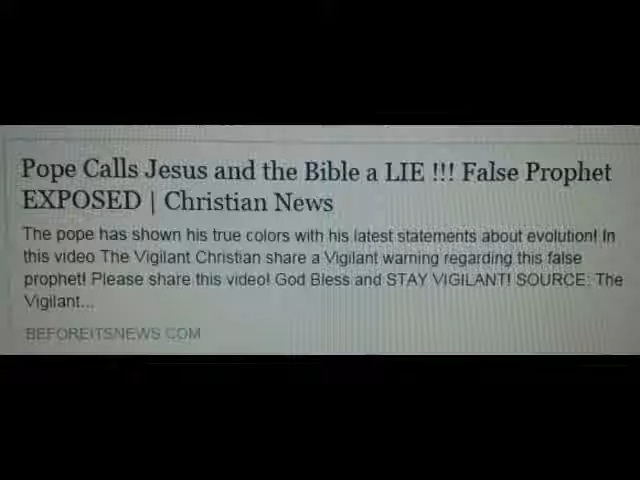 Pope Calls Jesus and the Bible a LIE !!! False Prophet
EXPOSED | Christian News
The pope has shown his true colors with his latest statements about evolution! In
this video The Vigilant Christian share a Vigilant warning regarding this false
prophet! Please share this video! God Bless and STAY VIGILANT! SOURCE: The
Vigilant...
BEFOREITSNEWS.COM